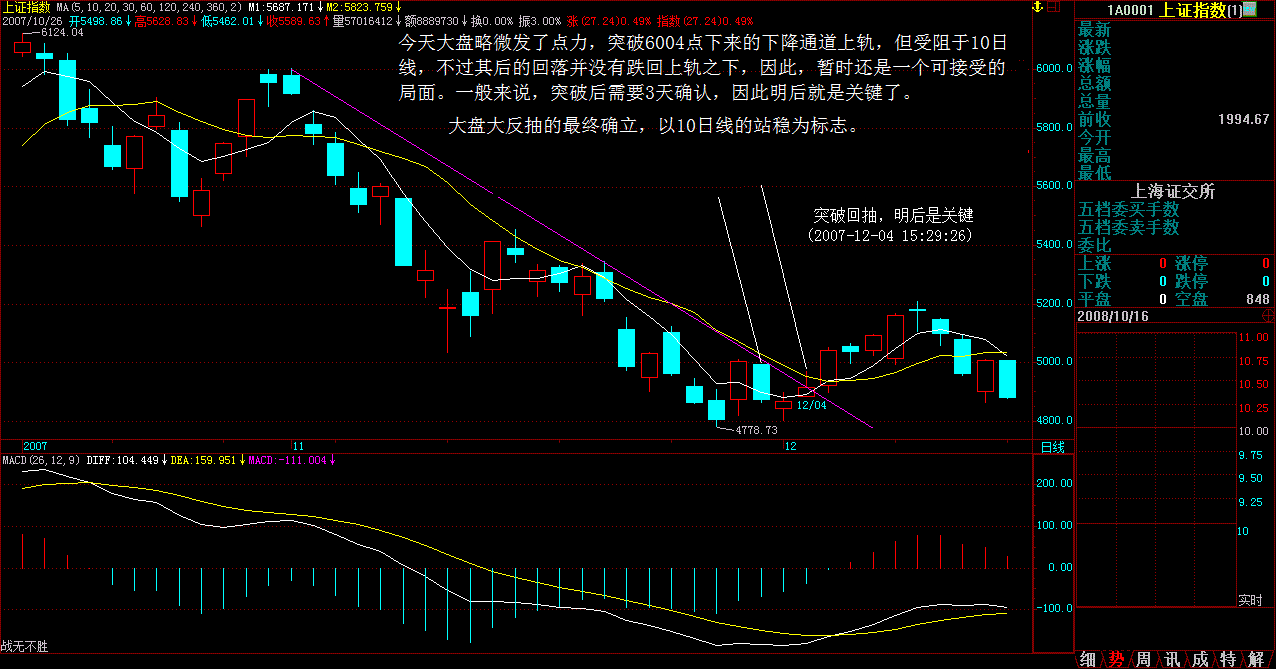 上证指数 MA(5,10,20,30,60,120,240,360,2) M1:5687.171↑ M2:5823.759↓
2007/10/26 开5498.86↓ 高5628.83↓ 低5462.01↓ 收5589.63↑ 量57016412↓ 额8889730↓ 换0.00% 振3.00% 涨(27.24)0.49% 指数(27.24)0.49%
6124.04
今天大盘略微发了点力，突破6004点下来的下降通道上轨，但受阻于10日
线，不过其后的回落并没有跌回上轨之下，因此，暂时还是一个可接受的
局面。一般来说，突破后需要3天确认，因此明后就是关键了。
大盘大反抽的最终确立，以10日线的站稳为标志。
突破回抽，明后是关键
(2007-12-04 15:29:26)
12/04
4778.73
6000.0
5800.0
5600.0
5400.0
5200.0
5000.0
4800.0
2007 11 12 日线
MACD(26,12,9) DIFF:104.449↓ DEA:159.951↓ MACD:-111.004↓
200.00
100.00
0.00
-100.0
战无不胜
1A0001 上证指数[1]
最新
涨跌
涨幅
总额
总量
前收 1994.67
今开
最高
最低
上海证交所
五档委买手数
五档委卖手数
委比
上涨 0 涨停 0
下跌 0 跌停 0
平盘 0 空盘 848
2008/10/16
11.00
10.75
10.50
10.25
10.00
9.75
9.50
9.25
10
实时
细 势 周 讯 成 特 解